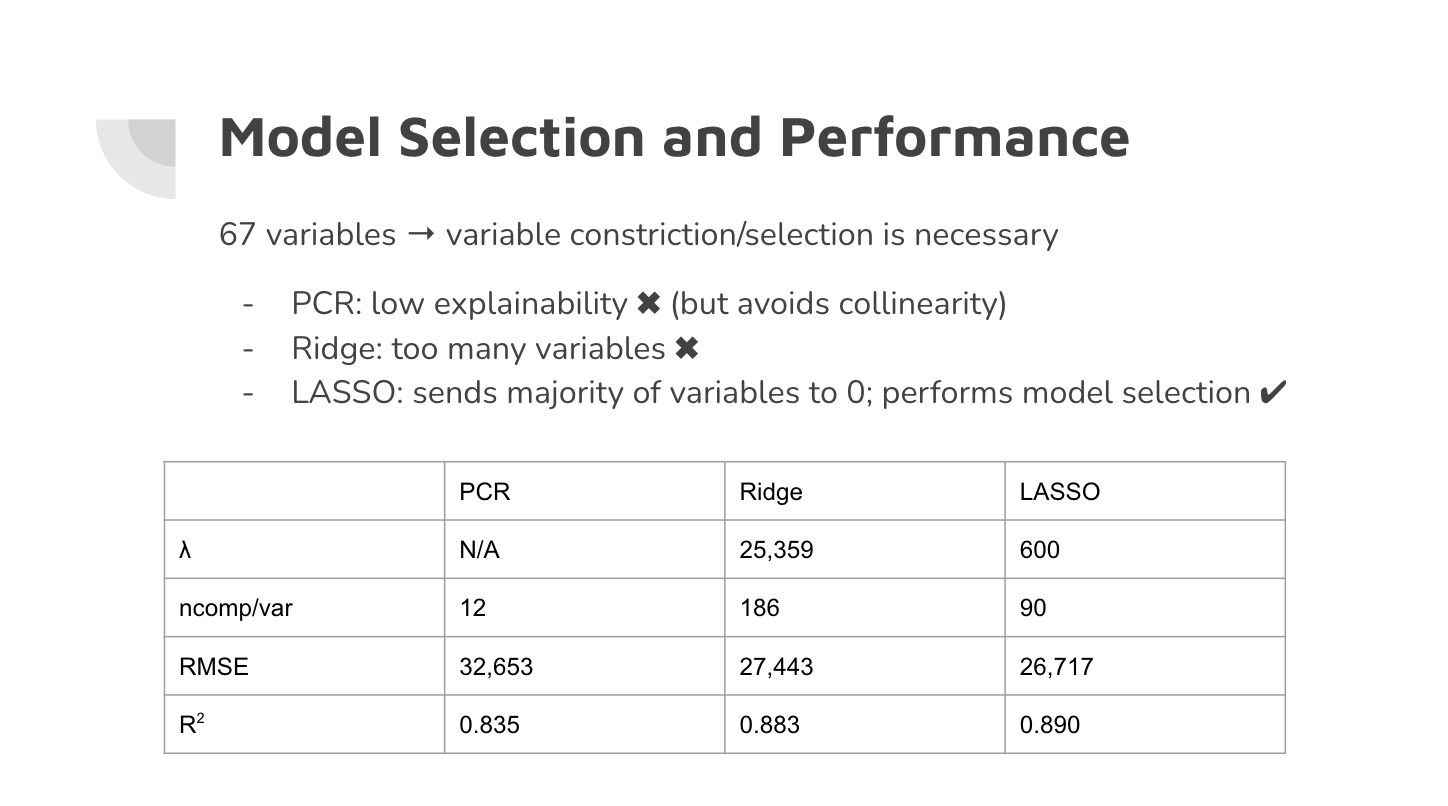 Model Selection and Performance
67 variables → variable constriction/selection is necessary
- PCR: low explainability ✖ (but avoids collinearity)
- Ridge: too many variables ✖
- LASSO: sends majority of variables to 0; performs model selection ✔
PCR Ridge LASSO
λ N/A 25,359 600
ncomp/var 12 186 90
RMSE 32,653 27,443 26,717
R² 0.835 0.883 0.890